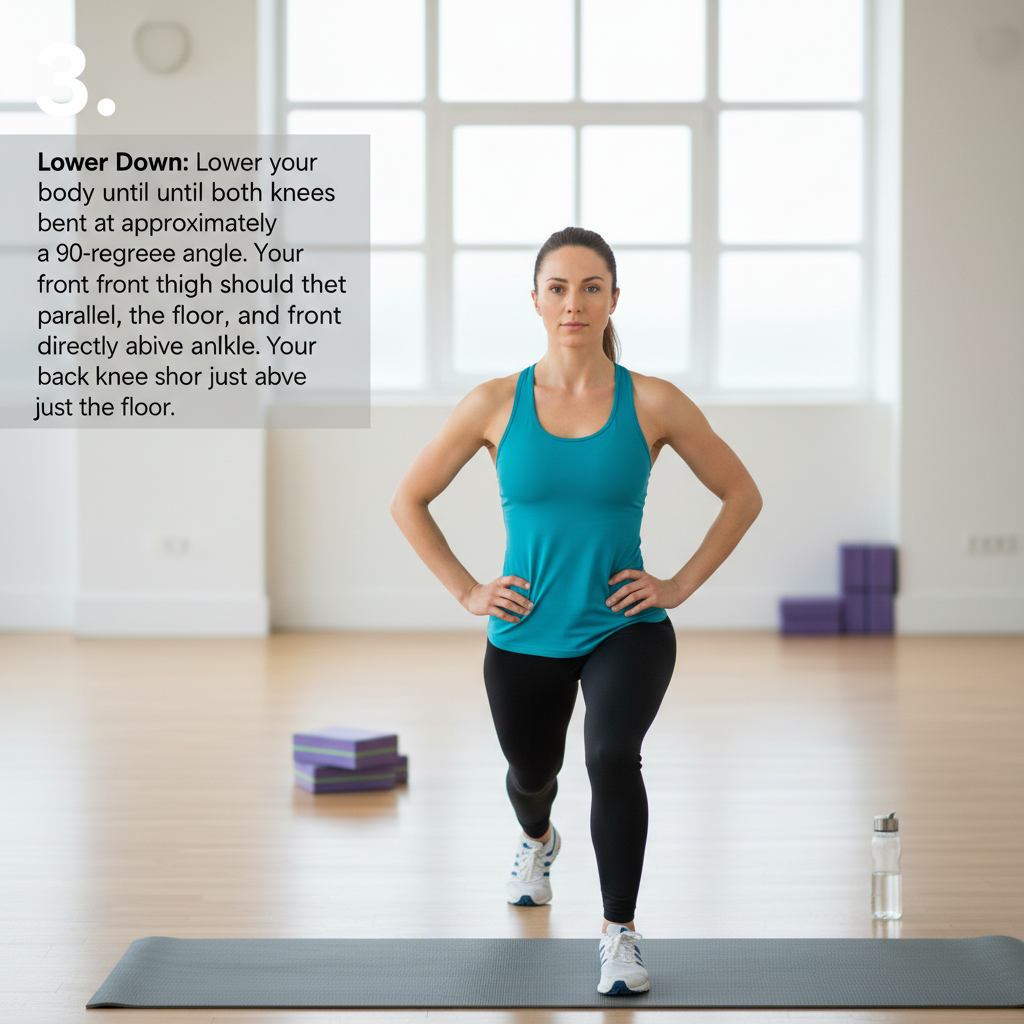 3.
Lower Down: Lower your
body until until both knees
bent at approximately
a 90-regreee angle. Your
front front thigh should thet
parallel, the floor, and front
directly abive anlkle. Your
back knee shor just abve
just the floor.